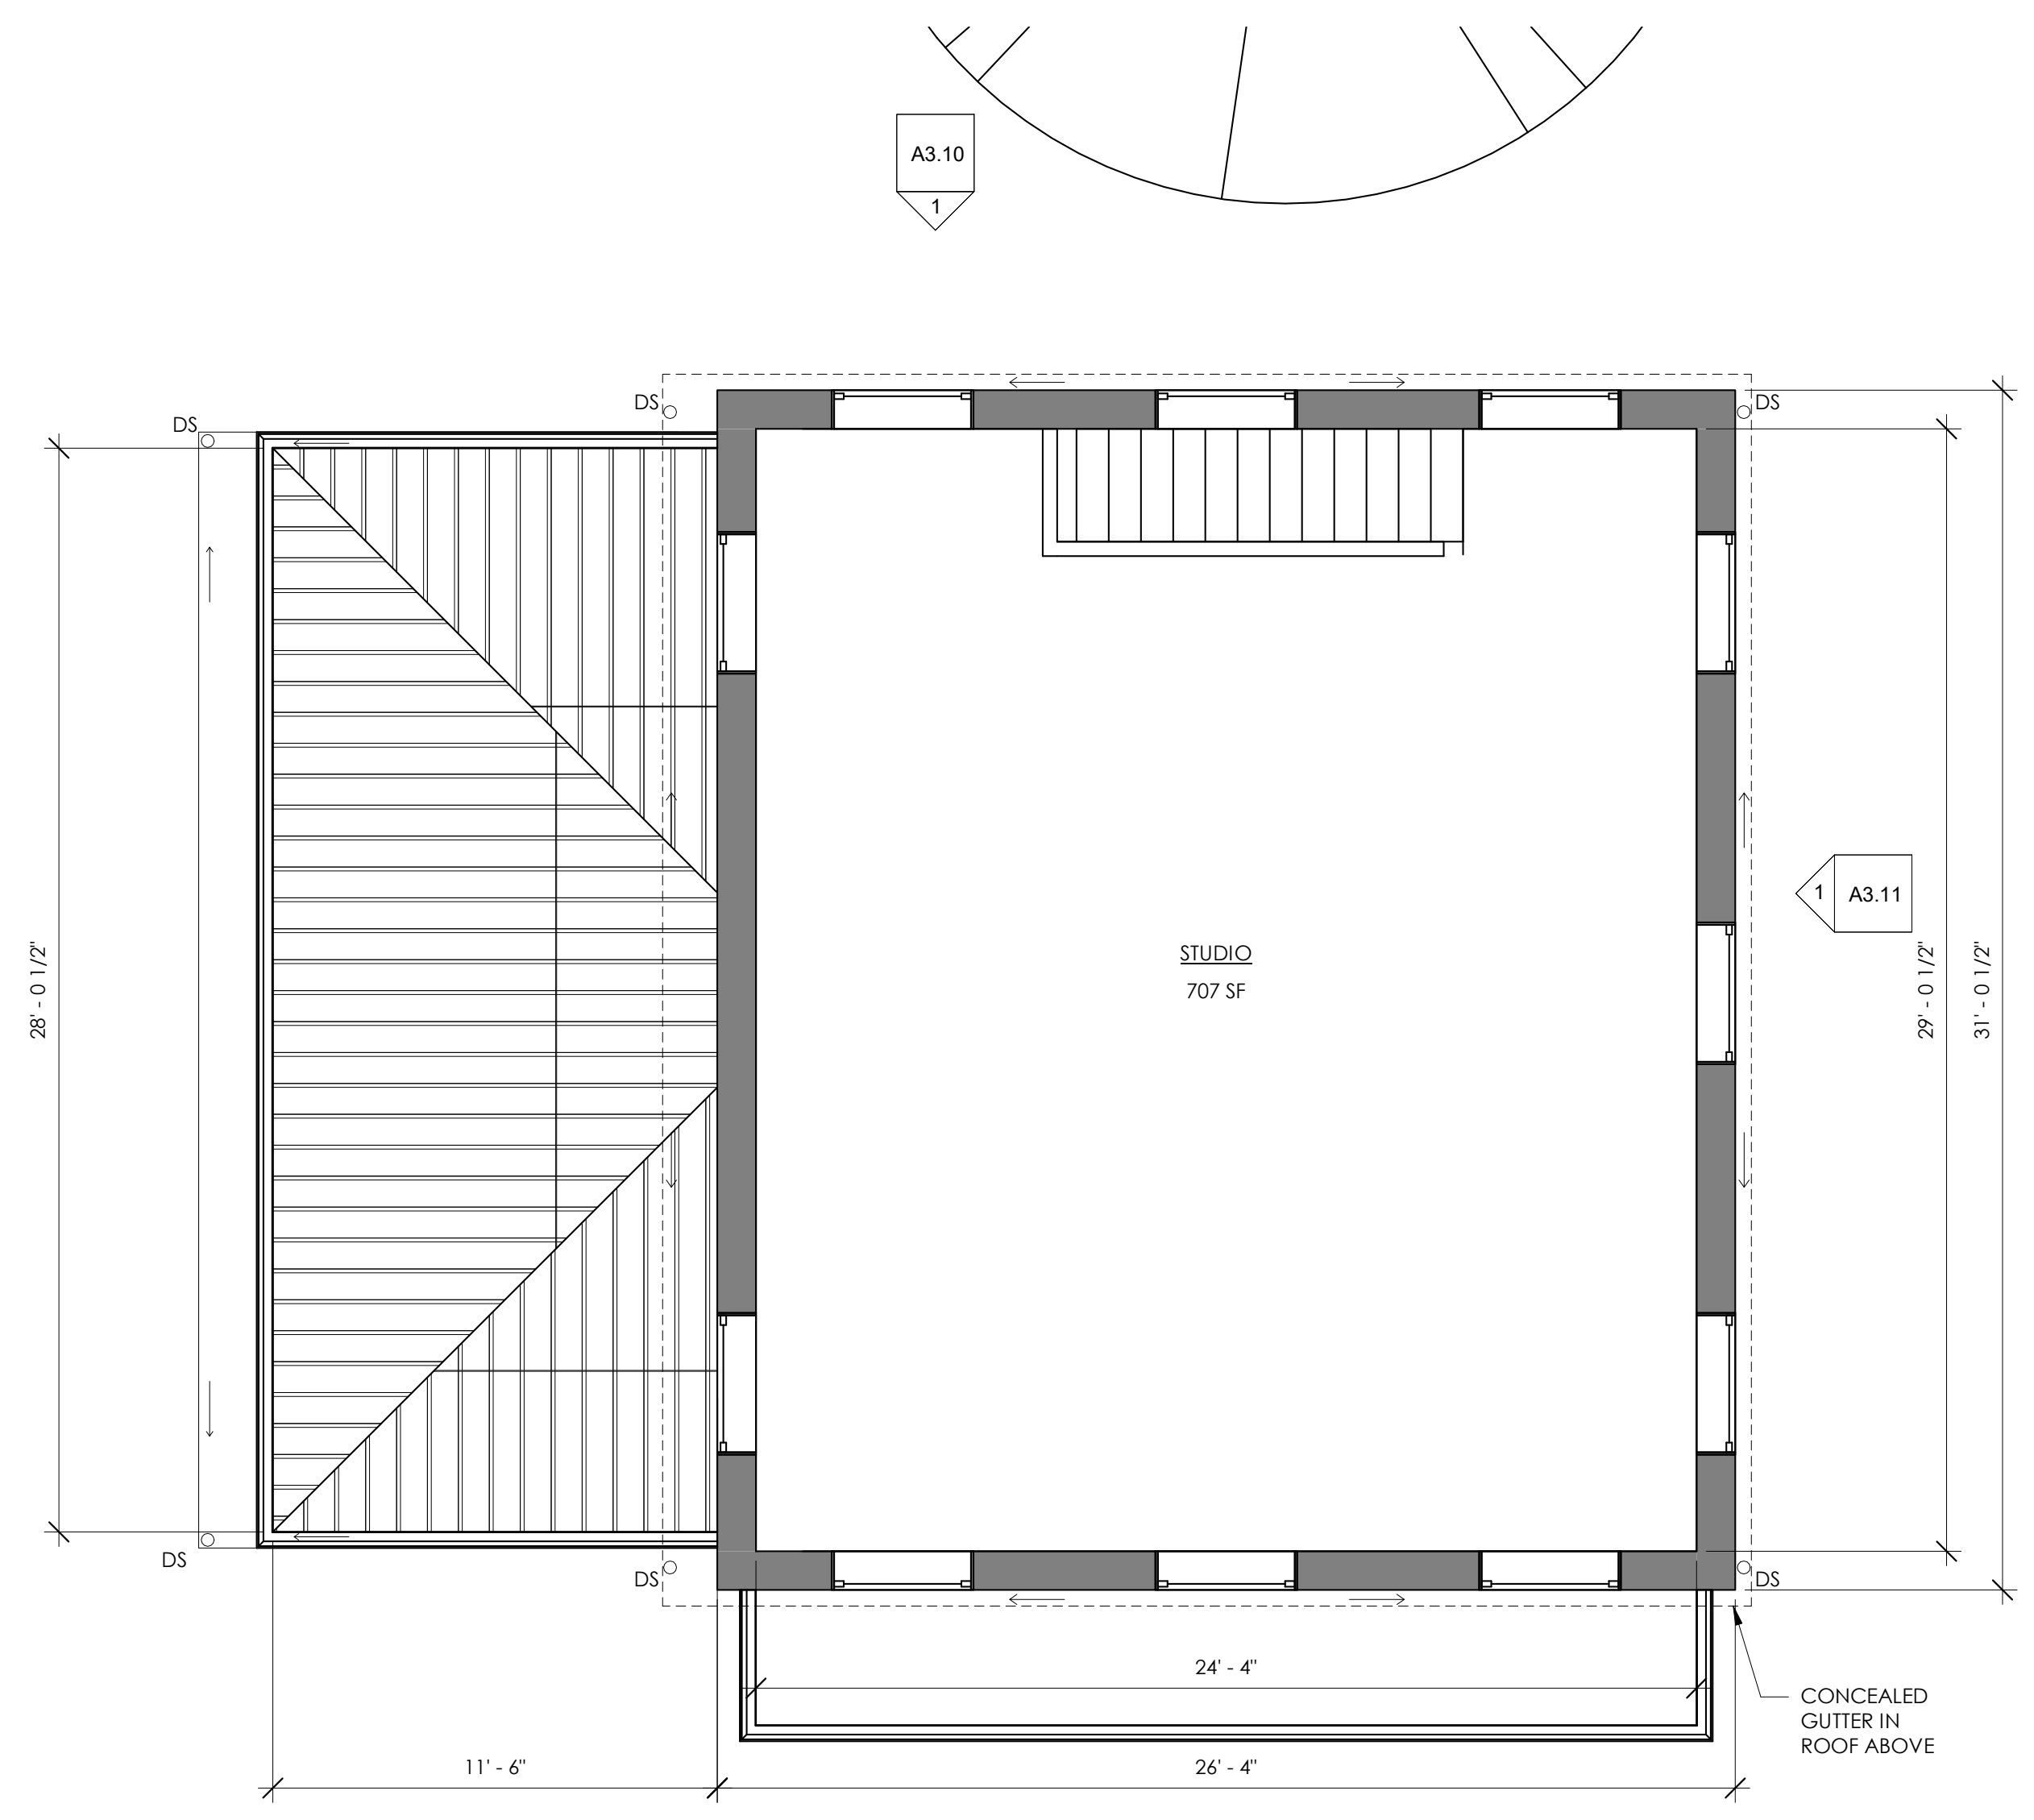 A3.10
1
DS
DS
DS
1
A3.11
28' - 0 1/2"
29' - 0 1/2"
31' - 0 1/2"
STUDIO
707 SF
DS
DS
DS
24' - 4"
CONCEALED
GUTTER IN
ROOF ABOVE
11' - 6"
26' - 4"